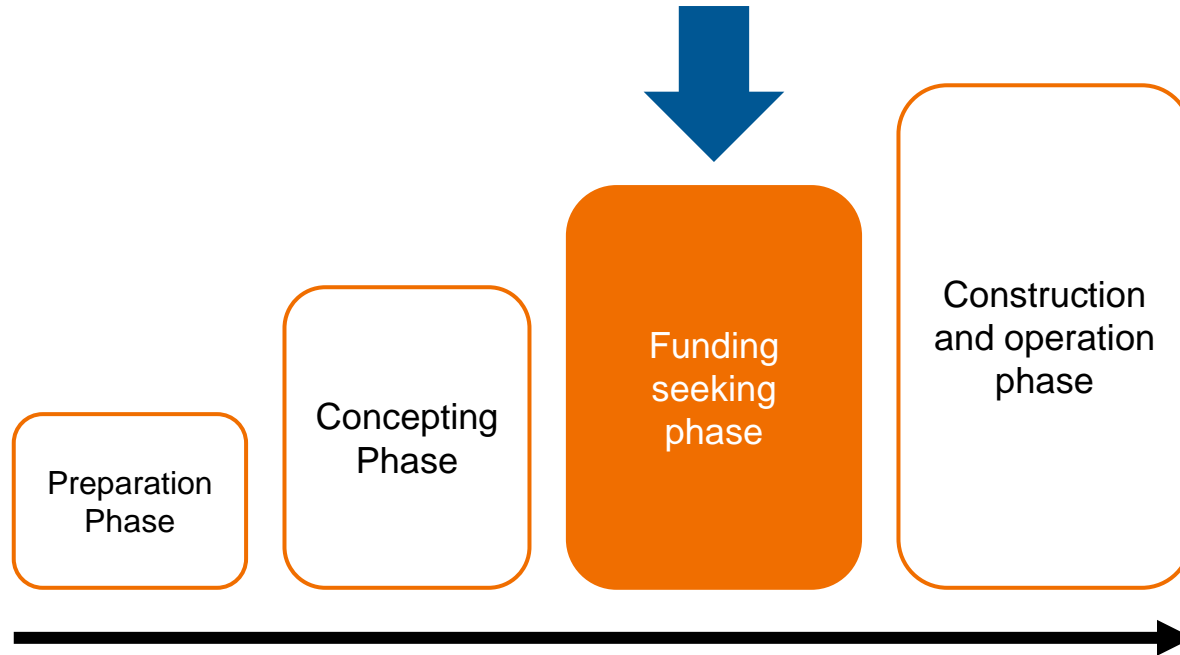 Preparation
Phase
Concepting
Phase
Funding
seeking
phase
Construction
and operation
phase